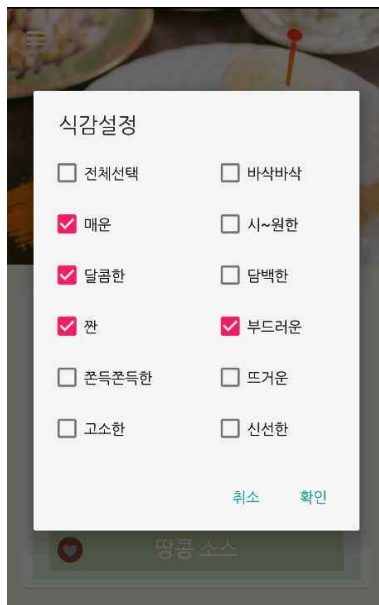 식감설정
전체선택 바삭바삭
매운 시~원한
달콤한 담백한
짠 부드러운
쫀득쫀득한 뜨거운
고소한 신선한
취소 확인
땅콩 소스